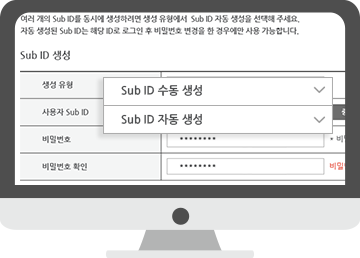 여러 개의 Sub ID를 동시에 생성하려면 생성 유형에서 Sub ID 자동 생성을 선택해 주세요.
자동 생성된 Sub ID는 해당 ID로 로그인 후 비밀번호 변경을 한 경우에만 사용 가능합니다.
Sub ID 생성
생성 유형
Sub ID 수동 생성
사용자 Sub ID
Sub ID 자동 생성
비밀번호
비밀번호 확인